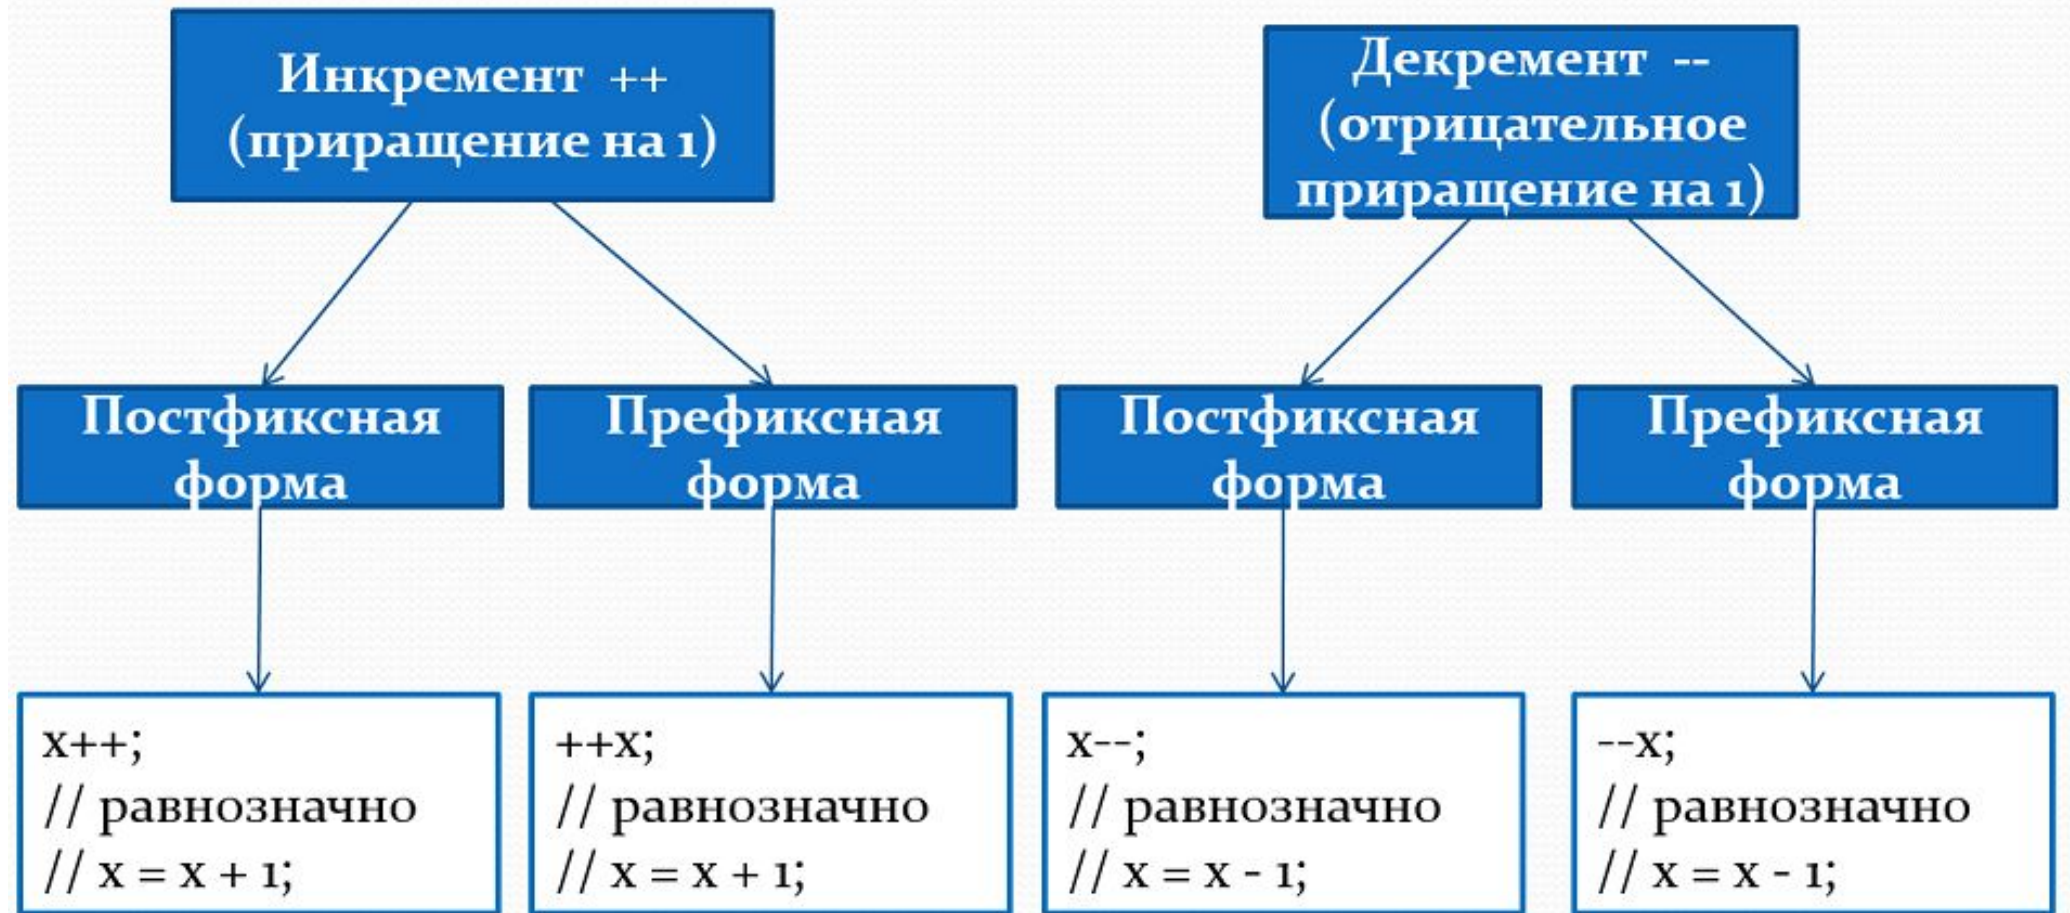 Инкремент ++
(приращение на 1)
Декремент --
(отрицательное
приращение на 1)
Постфиксная
форма
Префиксная
форма
Постфиксная
форма
Префиксная
форма
x++;
// равнозначно
// x = x + 1;
++x;
// равнозначно
// x = x + 1;
x--;
// равнозначно
// x = x - 1;
--x;
// равнозначно
// x = x - 1;